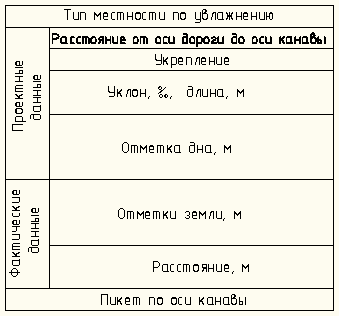 Тип местности по увлажнению
Проектные
данные
Расстояние от оси дороги до оси канавы
Укрепление
Уклон, ‰, длина, м
Отметка дна, м
Фактические
данные
Отметки земли, м
Расстояние, м
Пикет по оси канавы